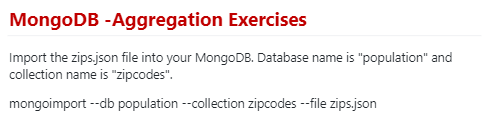 MongoDB -Aggregation Exercises
Import the zips.json file into your MongoDB. Database name is "population" and
collection name is "zipcodes".
mongoimport --db population --collection zipcodes --file zips.json